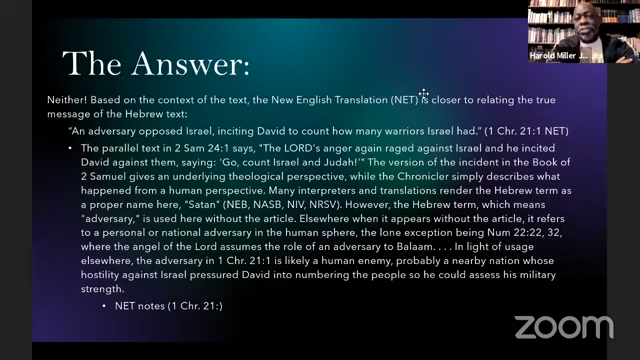 Harold Miller J...
The Answer:
Neither! Based on the context of the text, the New English Translation (NET) is closer to relating the true
message of the Hebrew text:
"An adversary opposed Israel, inciting David to count how many warriors Israel had." (1 Chr. 21:1 NET)
• The parallel text in 2 Sam 24:1 says, "The LORD's anger again raged against Israel and he incited
David against them, saying: 'Go, count Israel and Judah!'" The version of the incident in the Book of
2 Samuel gives an underlying theological perspective, while the Chronicler simply describes what
happened from a human perspective. Many interpreters and translations render the Hebrew term as
a proper name here, "Satan" (NEB, NASB, NIV, NRSV). However, the Hebrew term, which means
"adversary," is used here without the article. Elsewhere when it appears without the article, it refers
to a personal or national adversary in the human sphere, the lone exception being Num 22:22, 32,
where the angel of the Lord assumes the role of an adversary to Balaam. . . . In light of usage
elsewhere, the adversary in 1 Chr. 21:1 is likely a human enemy, probably a nearby nation whose
hostility against Israel pressured David into numbering the people so he could assess his military
strength.
• NET notes (1 Chr. 21:)
zoom